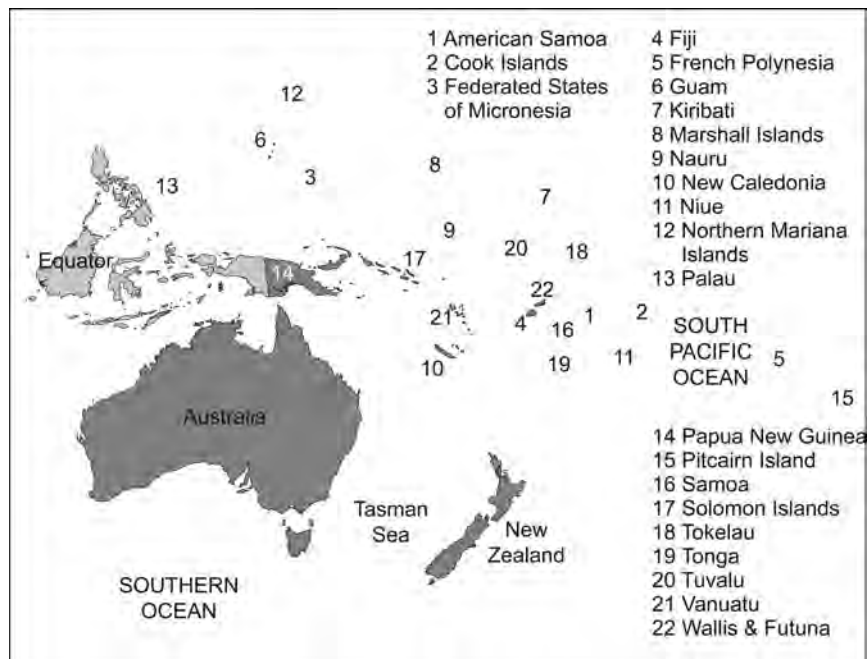 1 American Samoa
2 Cook Islands
3 Federated States
of Micronesia
4 Fiji
5 French Polynesia
6 Guam
7 Kiribati
8 Marshall Islands
9 Nauru
10 New Caledonia
11 Niue
12 Northern Mariana
Islands
13 Palau
12
6
13
3
8
7
9
Equator
17
20
18
14
22
21
4
16
1
2
SOUTH
PACIFIC
OCEAN
10
19
11
5
15
Australia
14 Papua New Guinea
15 Pitcairn Island
16 Samoa
17 Solomon Islands
18 Tokelau
19 Tonga
20 Tuvalu
21 Vanuatu
22 Wallis & Futuna
Tasman
Sea
New
Zealand
SOUTHERN
OCEAN